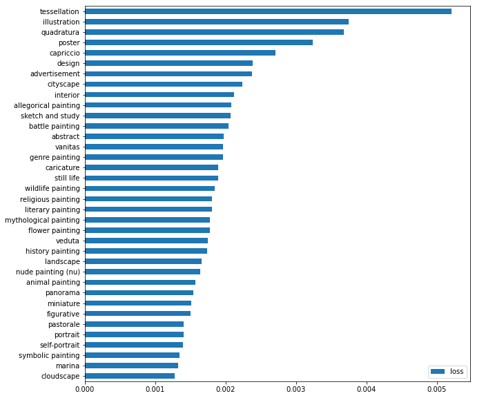 tessellation
illustration
quadratura
poster
capriccio
design
advertisement
cityscape
interior
allegorical painting
sketch and study
battle painting
abstract
vanitas
genre painting
caricature
still life
wildlife painting
religious painting
literary painting
mythological painting
flower painting
veduta
history painting
landscape
nude painting (nu)
animal painting
panorama
miniature
figurative
pastorale
portrait
self-portrait
symbolic painting
marina
cloudscape
loss
0.000 0.001 0.002 0.003 0.004 0.005